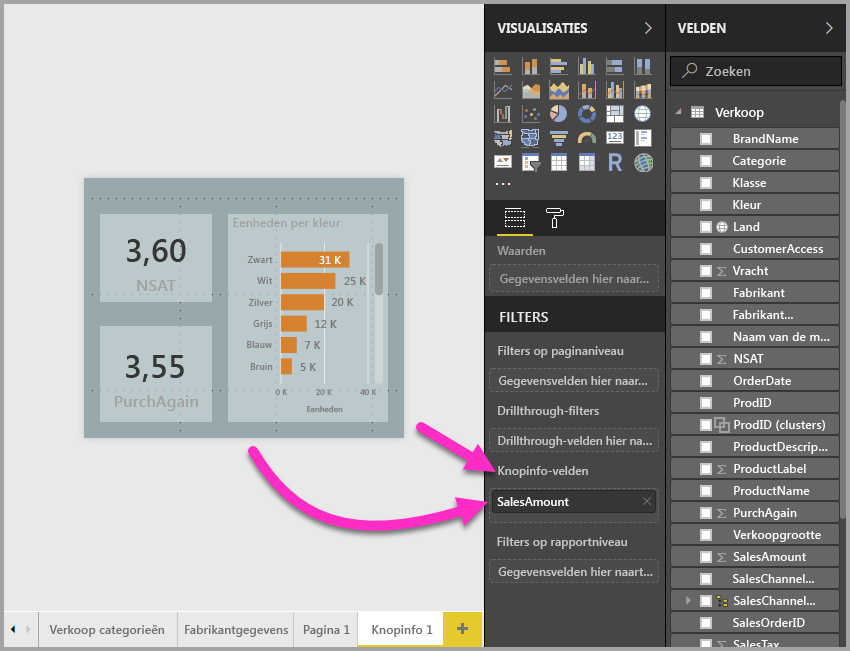 VISUALISATIES
VELDEN
Zoeken
Verkoop
BrandName
Categorie
Klasse
Kleur
Land
CustomerAccess
Vracht
Fabrikant
Fabrikant...
Naam van de m...
NSAT
OrderDate
ProdID
ProdID (clusters)
ProductDescrip...
ProductLabel
ProductName
PurchAgain
Verkoopgrootte
SalesAmount
SalesChannel...
SalesChannel...
SalesOrderID
SalesTax
123
R
Waarden
Gegevensvelden hier naar...
FILTERS
Filters op paginaniveau
Gegevensvelden hier naar...
Drillthrough-filters
Drillthrough-velden hier na...
Knopinfo-velden
SalesAmount
Filters op rapportniveau
Gegevensvelden hier naart...
3,60
NSAT
3,55
PurchAgain
Eenheden per kleur
Zwart 31 K
Wit 25 K
Zilver 20 K
Grijs 12 K
Blauw 7 K
Bruin 5 K
0 K 20 K 40 K
Eenheden
Verkoop categorieën Fabrikantgegevens Pagina 1 Knopinfo 1 +